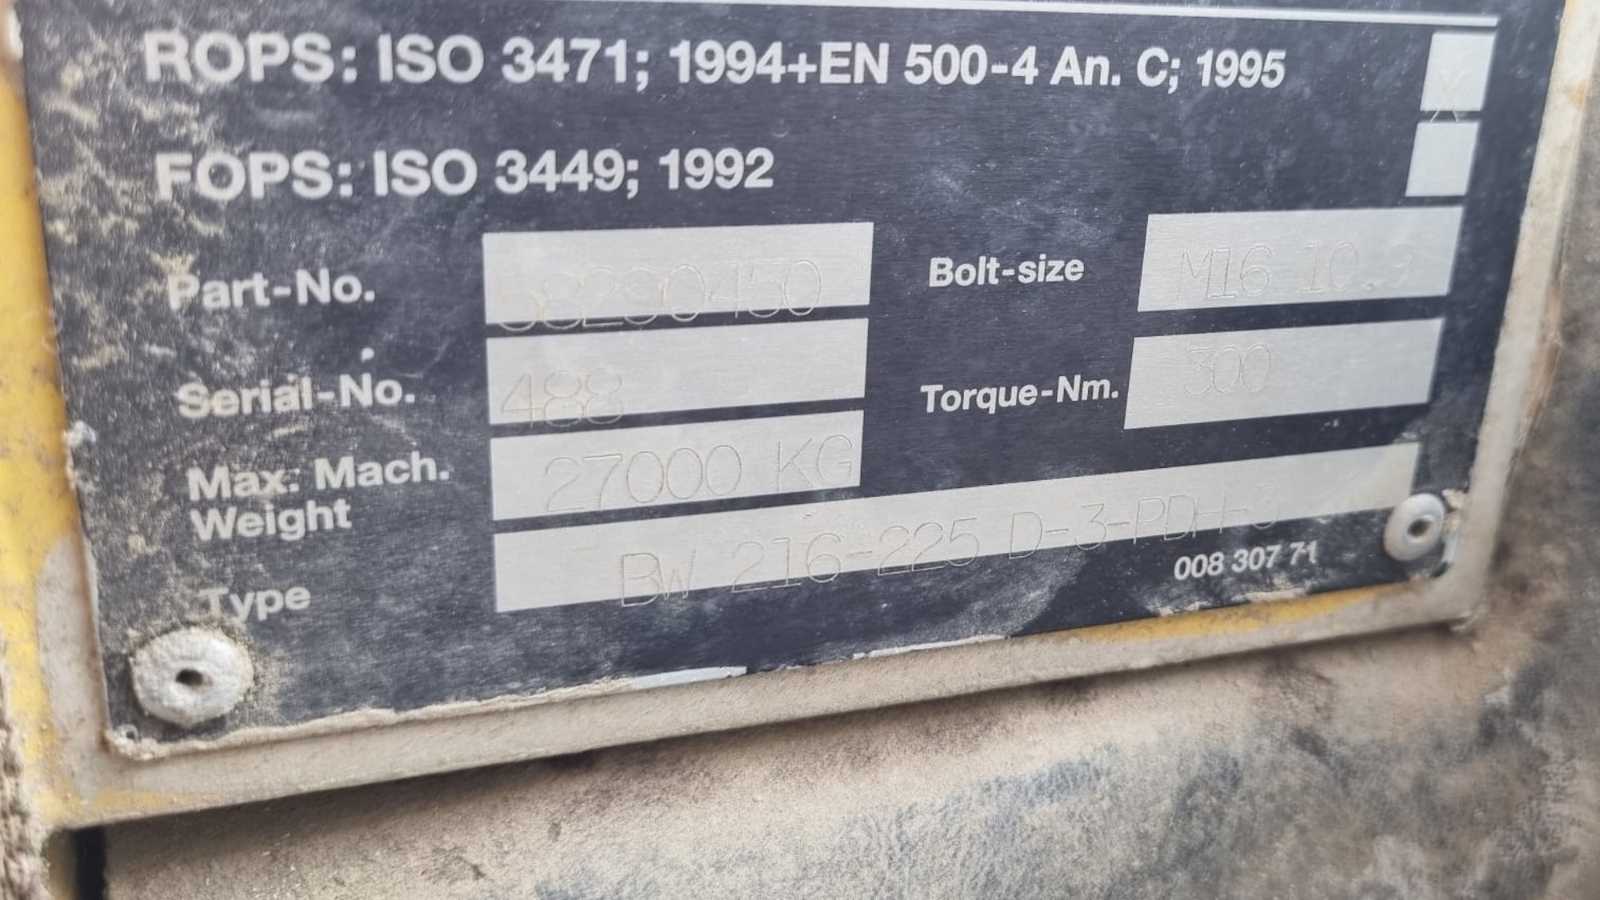 ROPS: ISO 3471; 1994+EN 500-4 An. C; 1995 X
FOPS: ISO 3449; 1992
Part-No. 58290450 Bolt-size M16 10.9
Serial-No. 488 Torque-Nm. 300
Max. Mach. Weight 27000 KG
Type BW 216-225 D-3-PDH-3
008 307 71